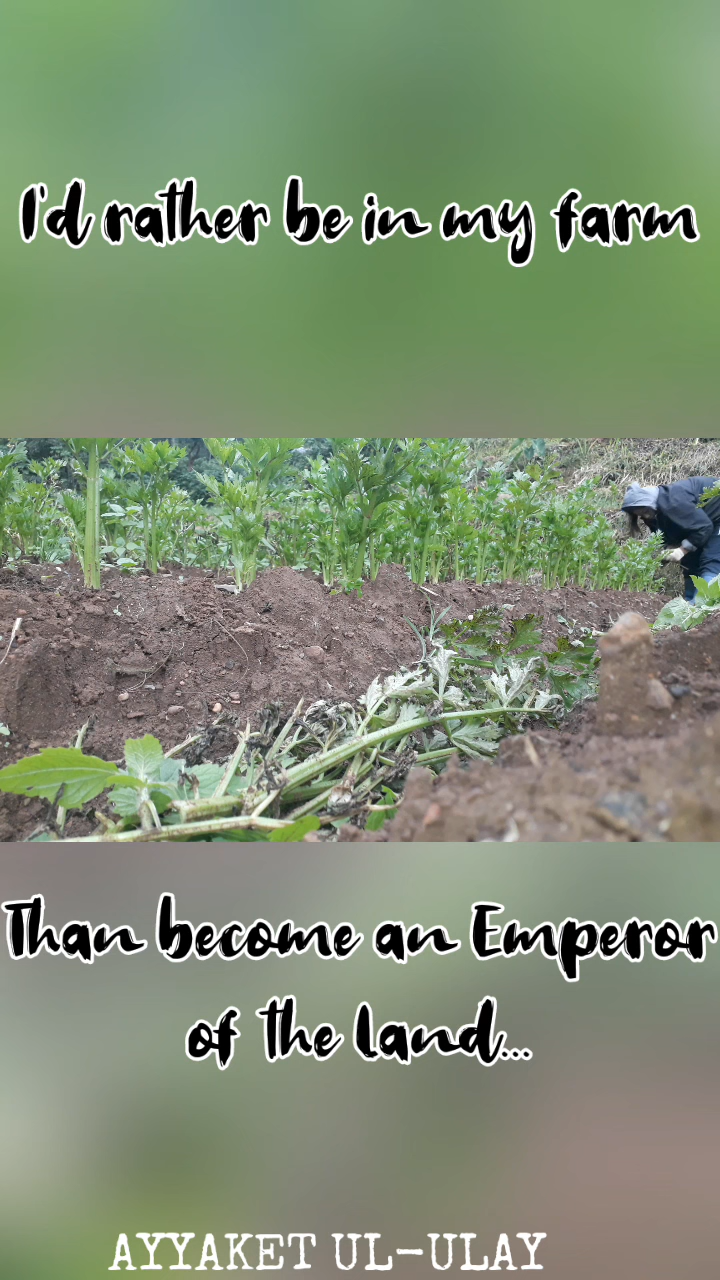 I'd rather be in my farm
Than become an Emperor
of the land...
AYYAKET UL-ULAY